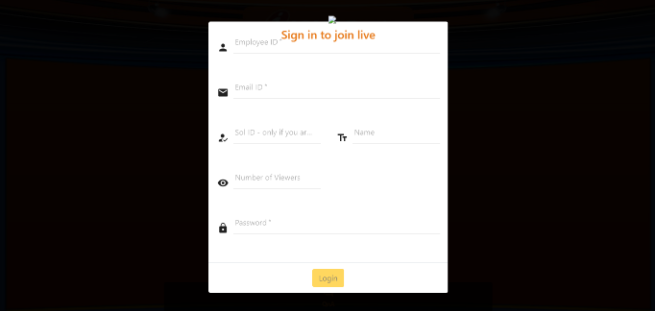 Sign in to join live
Employee ID *
Email ID *
Sol ID - only if you ar...
Name
Number of Viewers
Password *
Login